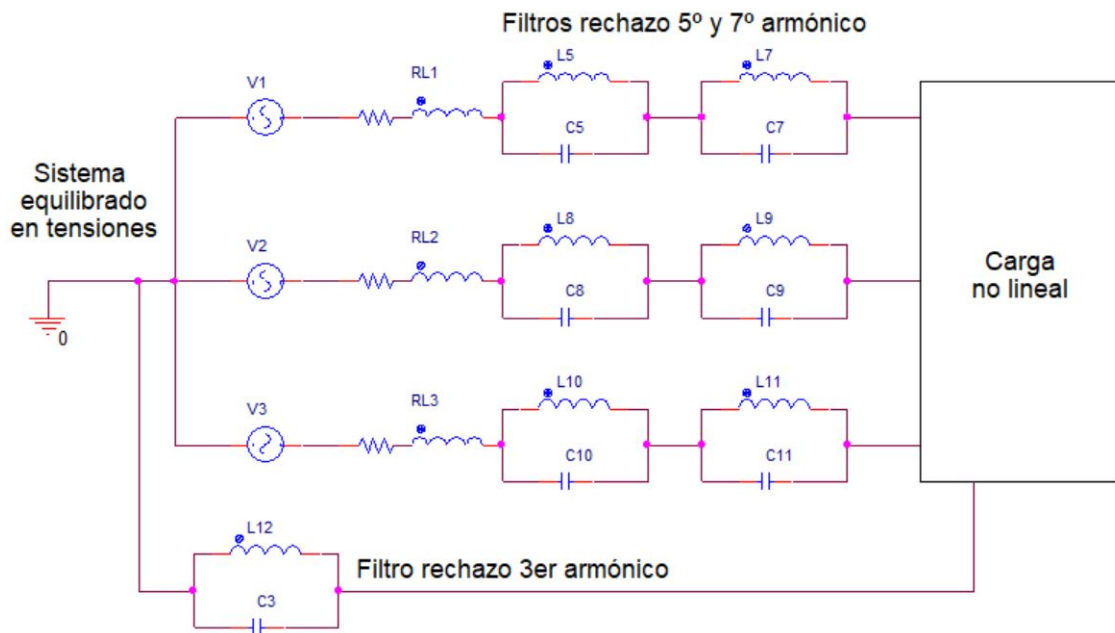 Filtros rechazo 5º y 7º armónico
V1
RL1
L5
L7
C5
C7
Sistema
equilibrado
en tensiones
V2
RL2
L8
L9
C8
C9
Carga
no lineal
0
V3
RL3
L10
L11
C10
C11
L12
Filtro rechazo 3er armónico
C3